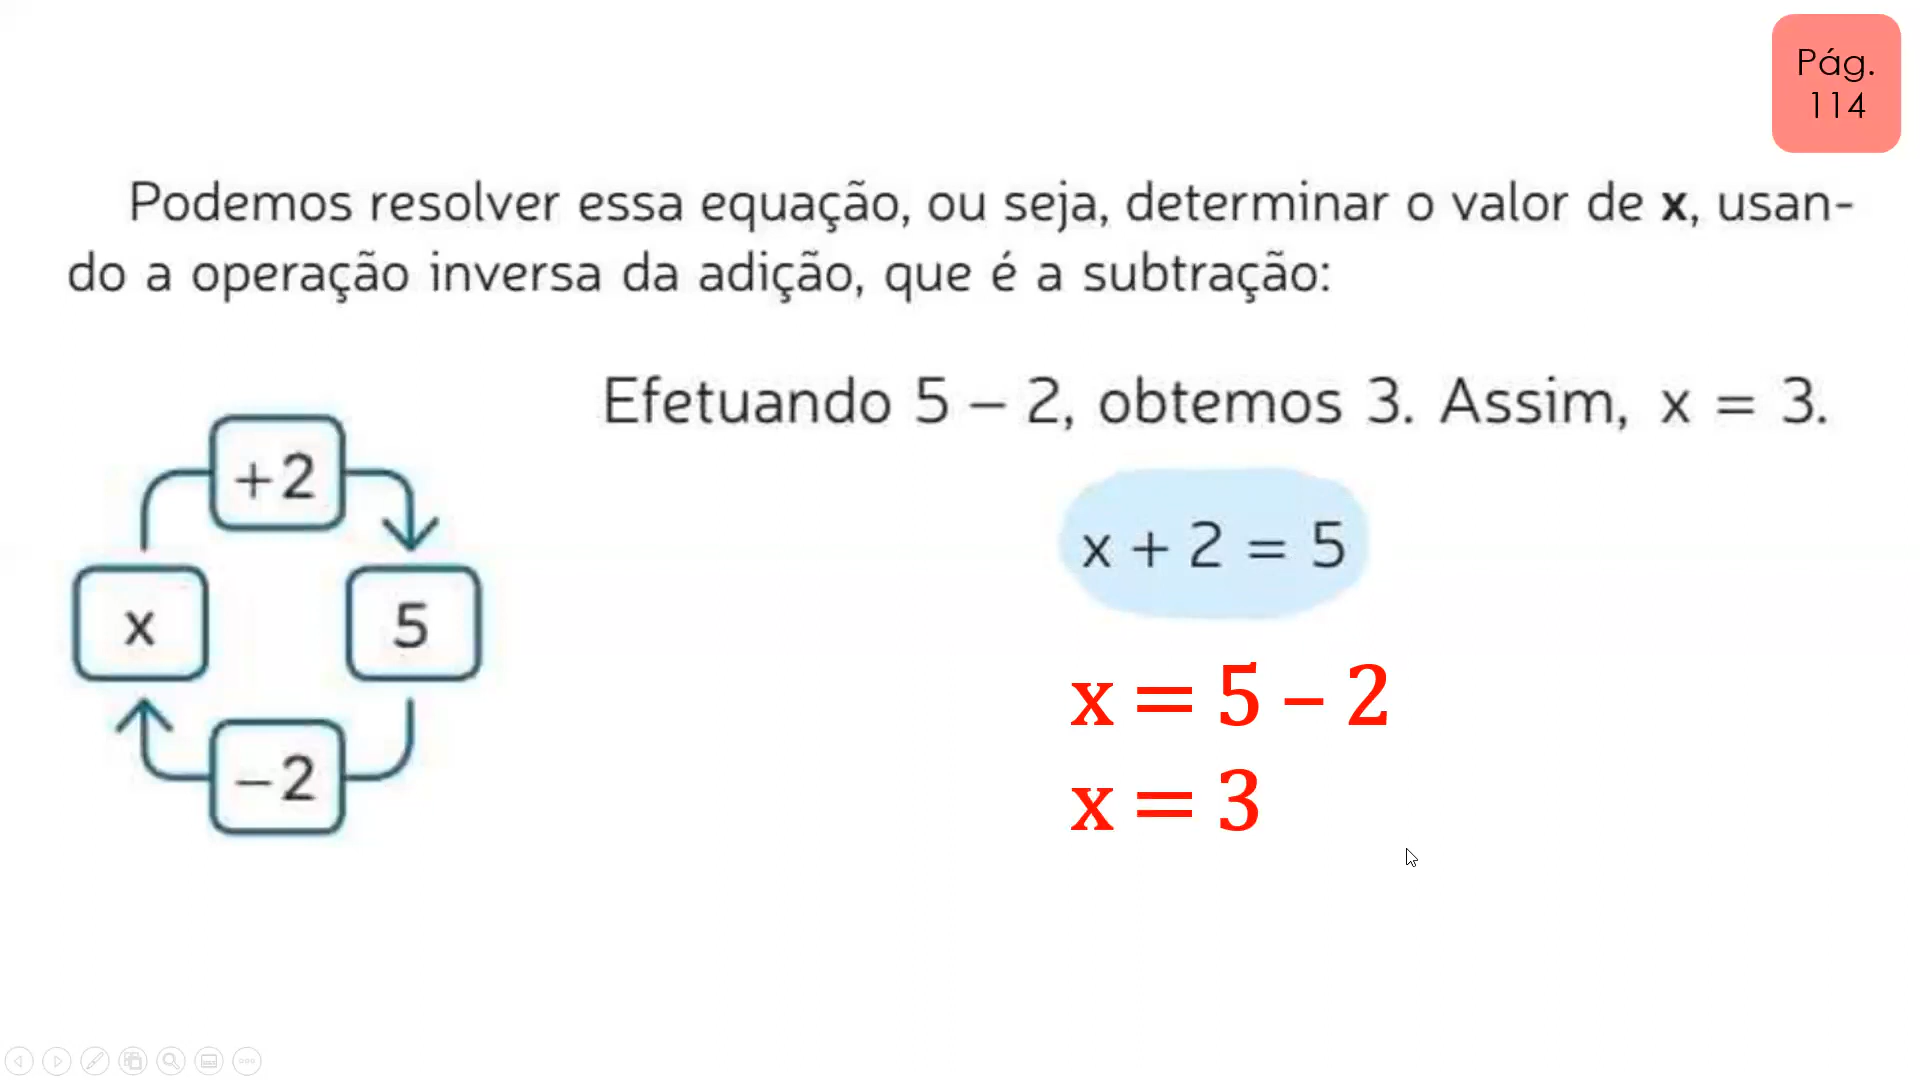 Pág.
114
Podemos resolver essa equação, ou seja, determinar o valor de x, usan-
do a operação inversa da adição, que é a subtração:
Efetuando 5 – 2, obtemos 3. Assim, x = 3.
+2
x
5
–2
x + 2 = 5
x = 5 – 2
x = 3